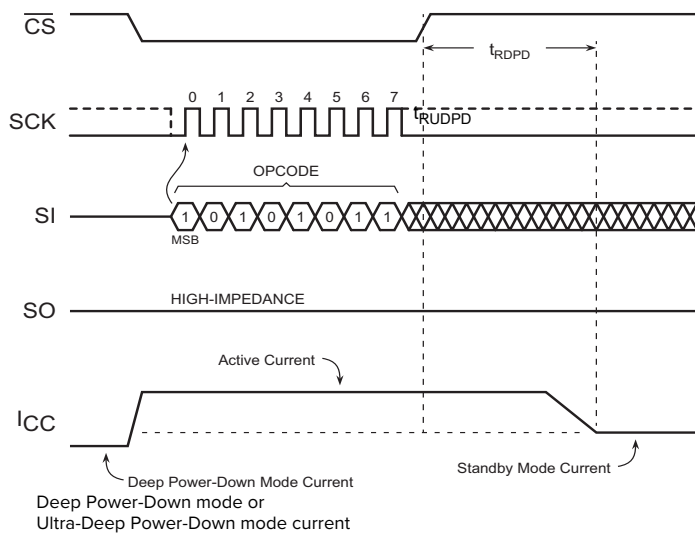 CS
tRDPD
0 1 2 3 4 5 6 7
tRUDPD
SCK
OPCODE
SI
1 0 1 0 1 0 1 1
MSB
HIGH-IMPEDANCE
SO
Active Current
ICC
Deep Power-Down Mode Current
Standby Mode Current
Deep Power-Down mode or
Ultra-Deep Power-Down mode current